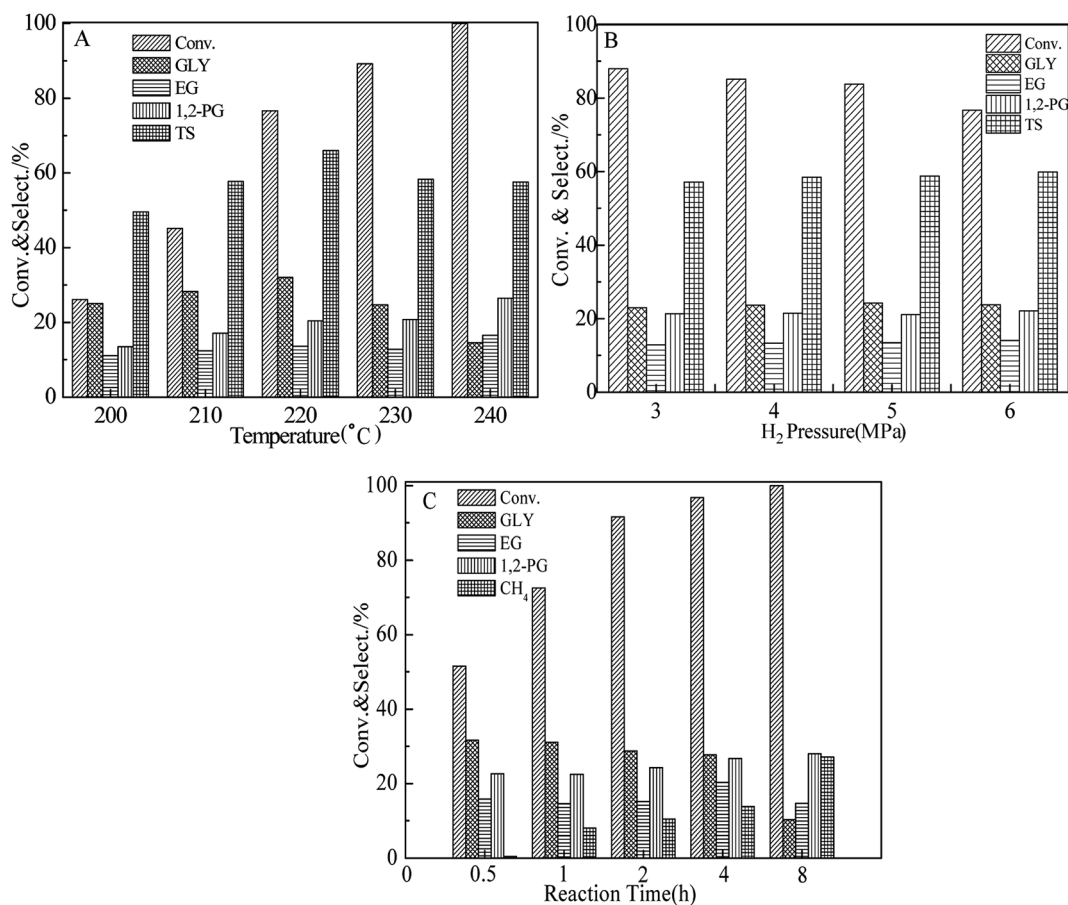 A
Conv.
GLY
EG
1,2-PG
TS
100
80
60
40
20
0
Conv.&Select./%
200 210 220 230 240
Temperature(°C)
B
Conv.
GLY
EG
1,2-PG
TS
100
80
60
40
20
0
Conv. & Select./%
3 4 5 6
H₂ Pressure(MPa)
C
Conv.
GLY
EG
1,2-PG
CH₄
100
80
60
40
20
0
Conv.&Select./%
0 0.5 1 2 4 8
Reaction Time(h)